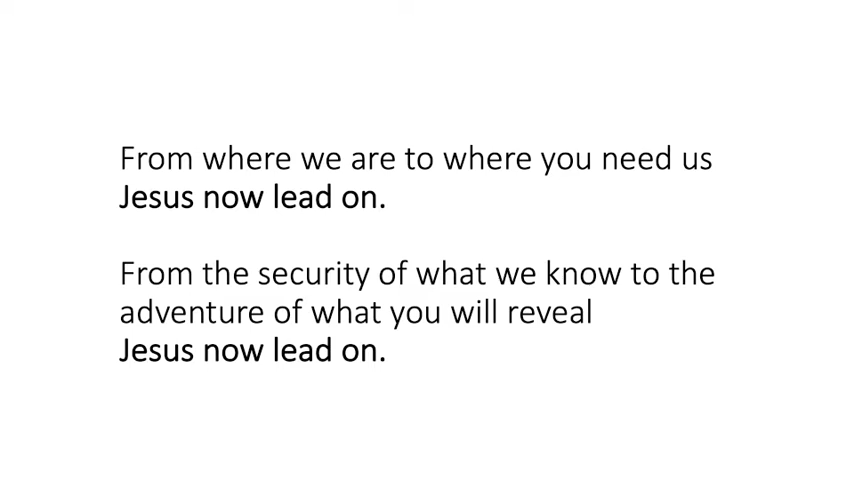 From where we are to where you need us
Jesus now lead on.
From the security of what we know to the
adventure of what you will reveal
Jesus now lead on.